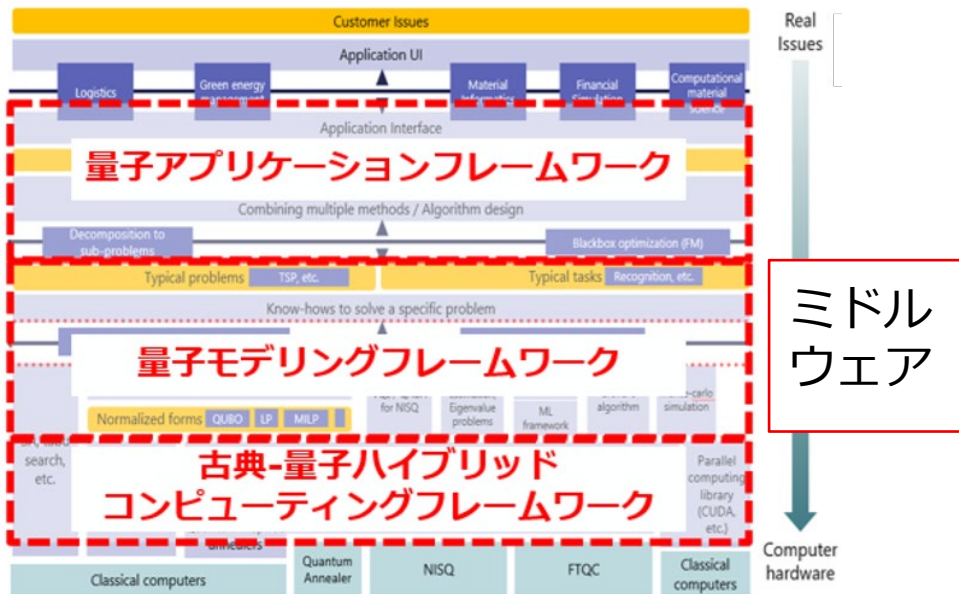 Customer Issues
Application UI
Logistics
Green energy
management
Material
Informatics
Financial
Simulation
Computational
material
science
Application Interface
量子アプリケーションフレームワーク
Combining multiple methods / Algorithm design
Decomposition to
sub-problems
Blackbox optimization (FM)
Typical problems
TSP, etc.
Typical tasks
Recognition, etc.
Know-hows to solve a specific problem
量子モデリングフレームワーク
Normalized forms
QUBO
LP
MILP
for NISQ
Eigenvalue
problems
ML
framework
algorithm
simulation
search,
etc.
古典-量子ハイブリッド
コンピューティングフレームワーク
Parallel
computing
library
(CUDA,
etc.)
annealers
Classical computers
Quantum
Annealer
NISQ
FTQC
Classical
computers
Real
Issues
ミドル
ウェア
Computer
hardware